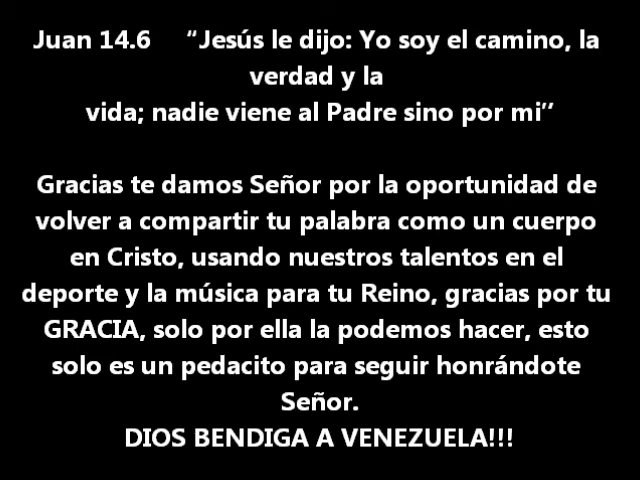 Juan 14.6 “Jesús le dijo: Yo soy el camino, la
verdad y la
vida; nadie viene al Padre sino por mi’’
Gracias te damos Señor por la oportunidad de
volver a compartir tu palabra como un cuerpo
en Cristo, usando nuestros talentos en el
deporte y la música para tu Reino, gracias por tu
GRACIA, solo por ella la podemos hacer, esto
solo es un pedacito para seguir honrándote
Señor.
DIOS BENDIGA A VENEZUELA!!!